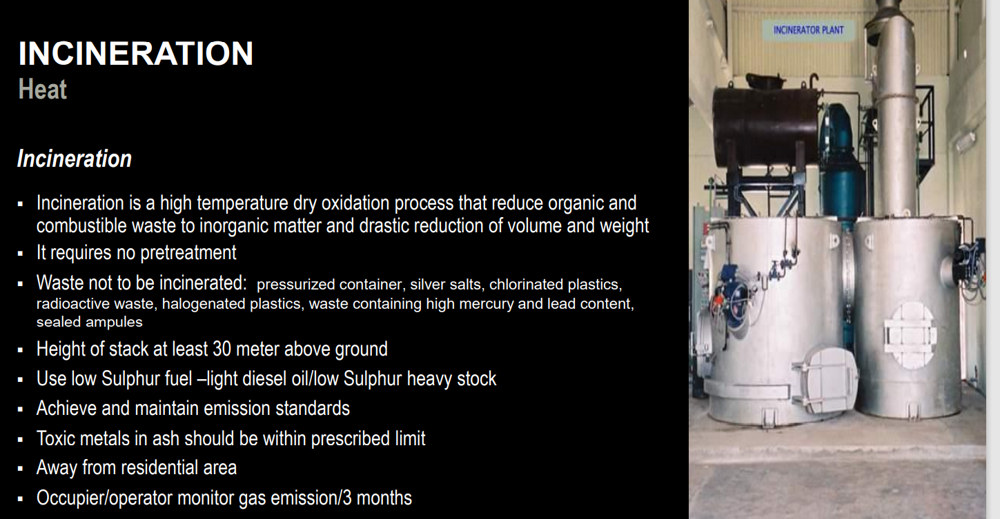 INCINERATION
Heat
Incineration
▪ Incineration is a high temperature dry oxidation process that reduce organic and
combustible waste to inorganic matter and drastic reduction of volume and weight
▪ It requires no pretreatment
▪ Waste not to be incinerated: pressurized container, silver salts, chlorinated plastics,
radioactive waste, halogenated plastics, waste containing high mercury and lead content,
sealed ampules
▪ Height of stack at least 30 meter above ground
▪ Use low Sulphur fuel –light diesel oil/low Sulphur heavy stock
▪ Achieve and maintain emission standards
▪ Toxic metals in ash should be within prescribed limit
▪ Away from residential area
▪ Occupier/operator monitor gas emission/3 months
INCINERATOR PLANT